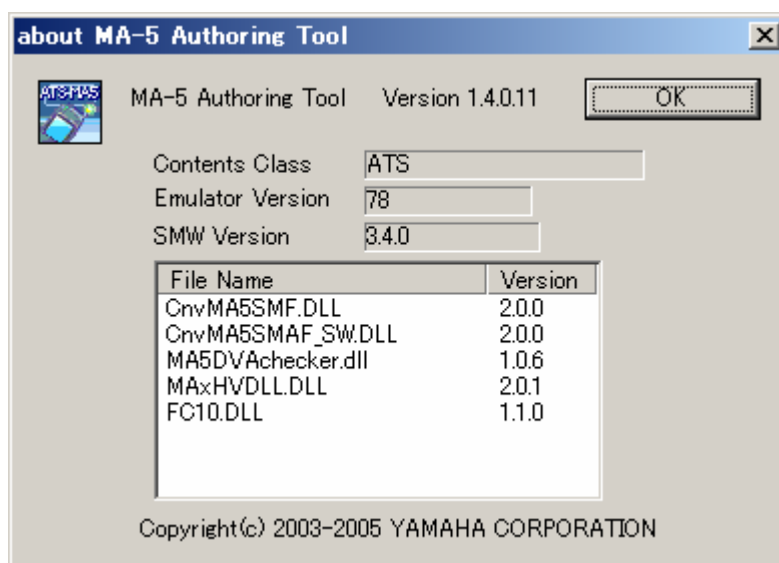 about MA-5 Authoring Tool
ATS-MA5
MA-5 Authoring Tool Version 1.4.0.11 OK
Contents Class ATS
Emulator Version 78
SMW Version 3.4.0
File Name Version
CnvMA5SMF.DLL 2.0.0
CnvMA5SMAF_SW.DLL 2.0.0
MA5DVAchecker.dll 1.0.6
MAxHVDLL.DLL 2.0.1
FC10.DLL 1.1.0
Copyright(c) 2003-2005 YAMAHA CORPORATION